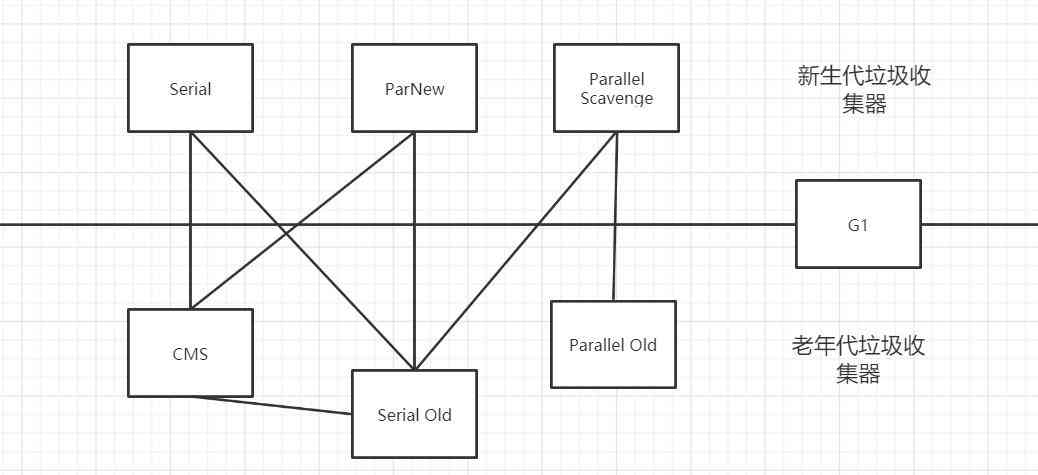 Serial
ParNew
Parallel
Scavenge
新生代垃圾收
集器
G1
CMS
Serial Old
Parallel Old
老年代垃圾收
集器